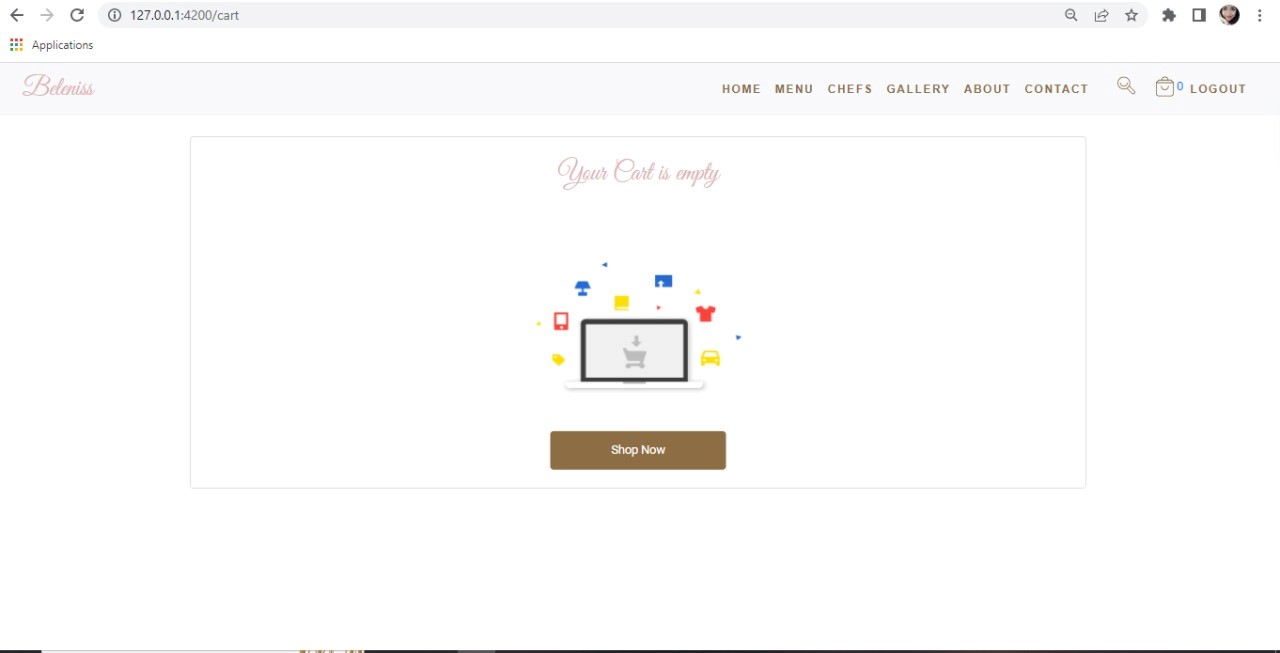 127.0.0.1:4200/cart
Applications
Beleniss
HOME MENU CHEFS GALLERY ABOUT CONTACT 0 LOGOUT
Your Cart is empty
Shop Now